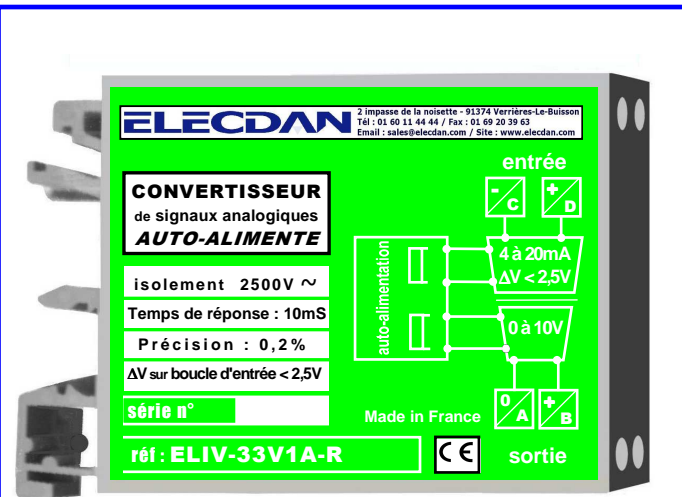 ELECDAN
2 impasse de la noisette - 91374 Verrières-Le-Buisson
Tél : 01 60 11 44 44 / Fax : 01 69 20 39 63
Email : sales@elecdan.com / Site : www.elecdan.com
entrée
- C
+ D
CONVERTISSEUR
de signaux analogiques
AUTO-ALIMENTE
auto-alimentation
4 à 20mA
ΔV < 2,5V
0 à 10V
isolement 2500V ~
Temps de réponse : 10mS
Précision : 0,2%
ΔV sur boucle d'entrée < 2,5V
série n°
Made in France
0 A
+ B
réf : ELIV-33V1A-R
CE
sortie